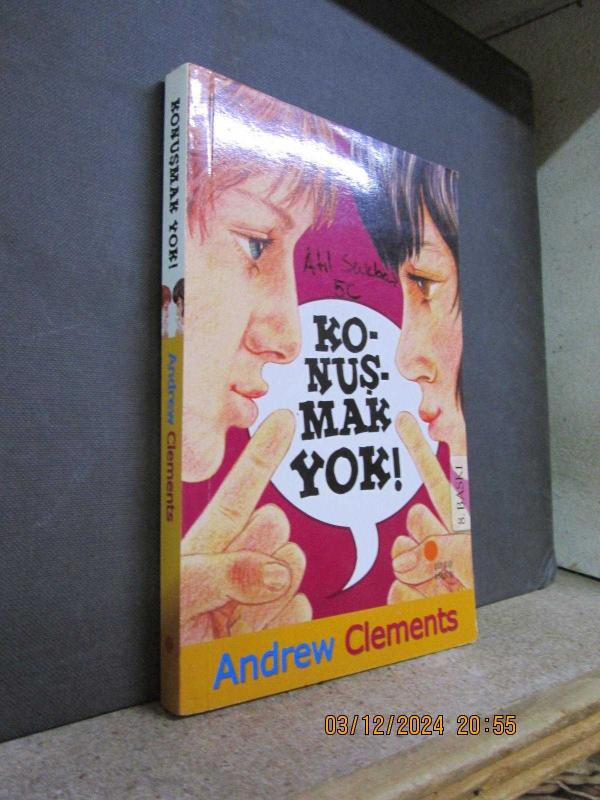 KONUŞMAK YOK!
Andrew Clements
Atıl
5C
KO-
NUŞ-
MAK
YOK!
8. BASKI
Andrew Clements
03/12/2024 20:55